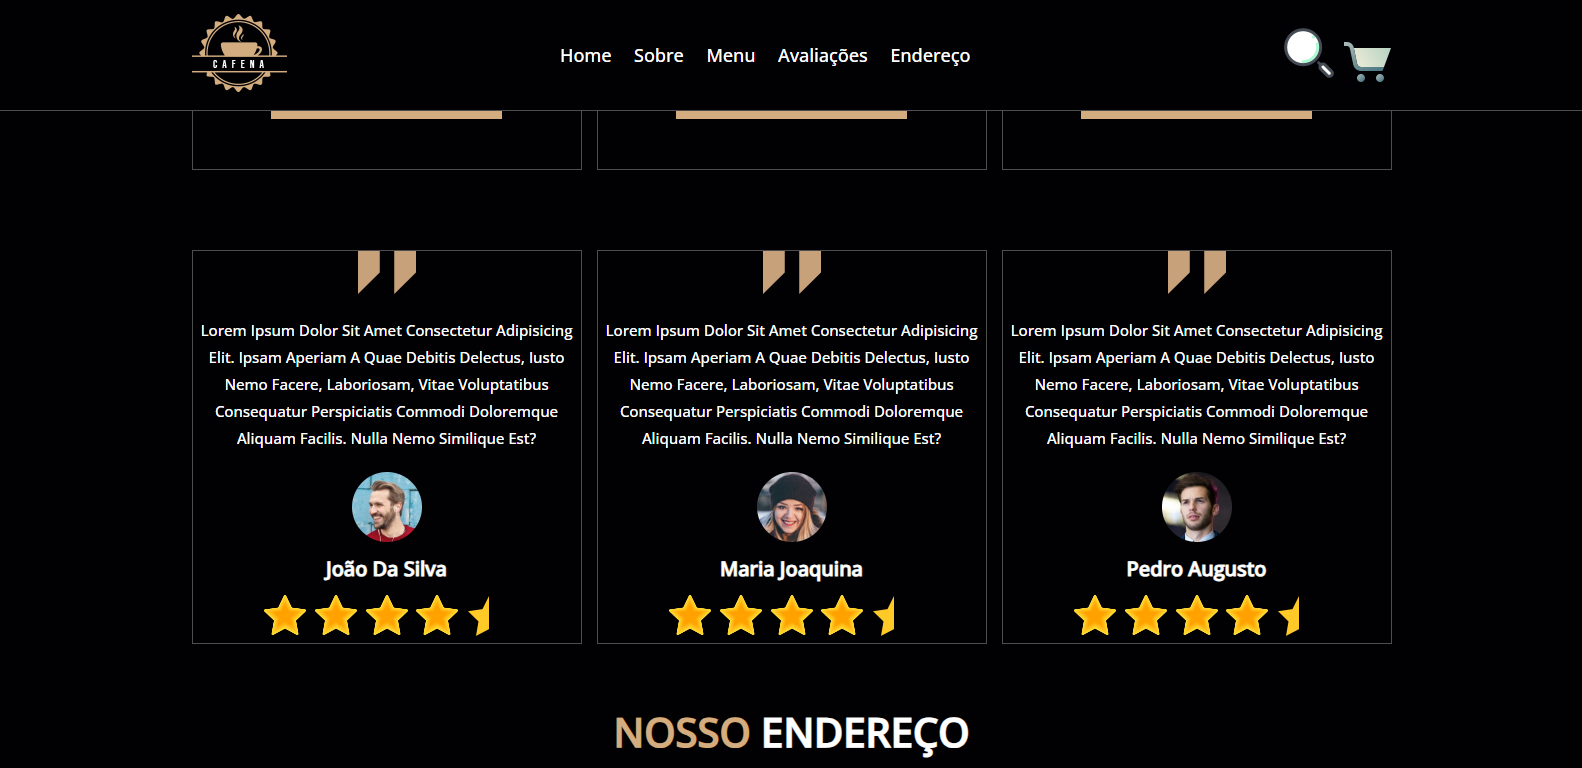 CAFENA
Home Sobre Menu Avaliações Endereço
Lorem Ipsum Dolor Sit Amet Consectetur Adipisicing
Elit. Ipsam Aperiam A Quae Debitis Delectus, Iusto
Nemo Facere, Laboriosam, Vitae Voluptatibus
Consequatur Perspiciatis Commodi Doloremque
Aliquam Facilis. Nulla Nemo Similique Est?
João Da Silva
Lorem Ipsum Dolor Sit Amet Consectetur Adipisicing
Elit. Ipsam Aperiam A Quae Debitis Delectus, Iusto
Nemo Facere, Laboriosam, Vitae Voluptatibus
Consequatur Perspiciatis Commodi Doloremque
Aliquam Facilis. Nulla Nemo Similique Est?
Maria Joaquina
Lorem Ipsum Dolor Sit Amet Consectetur Adipisicing
Elit. Ipsam Aperiam A Quae Debitis Delectus, Iusto
Nemo Facere, Laboriosam, Vitae Voluptatibus
Consequatur Perspiciatis Commodi Doloremque
Aliquam Facilis. Nulla Nemo Similique Est?
Pedro Augusto
NOSSO ENDEREÇO